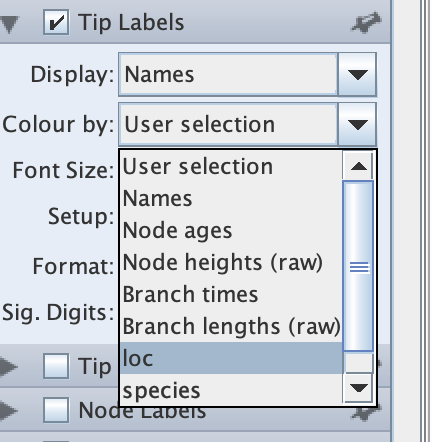 Tip Labels
Display: Names
Colour by: User selection
Font Size:
User selection
Names
Setup:
Node ages
Format:
Node heights (raw)
Branch times
Sig. Digits:
Branch lengths (raw)
loc
Tip
species
Node Labels